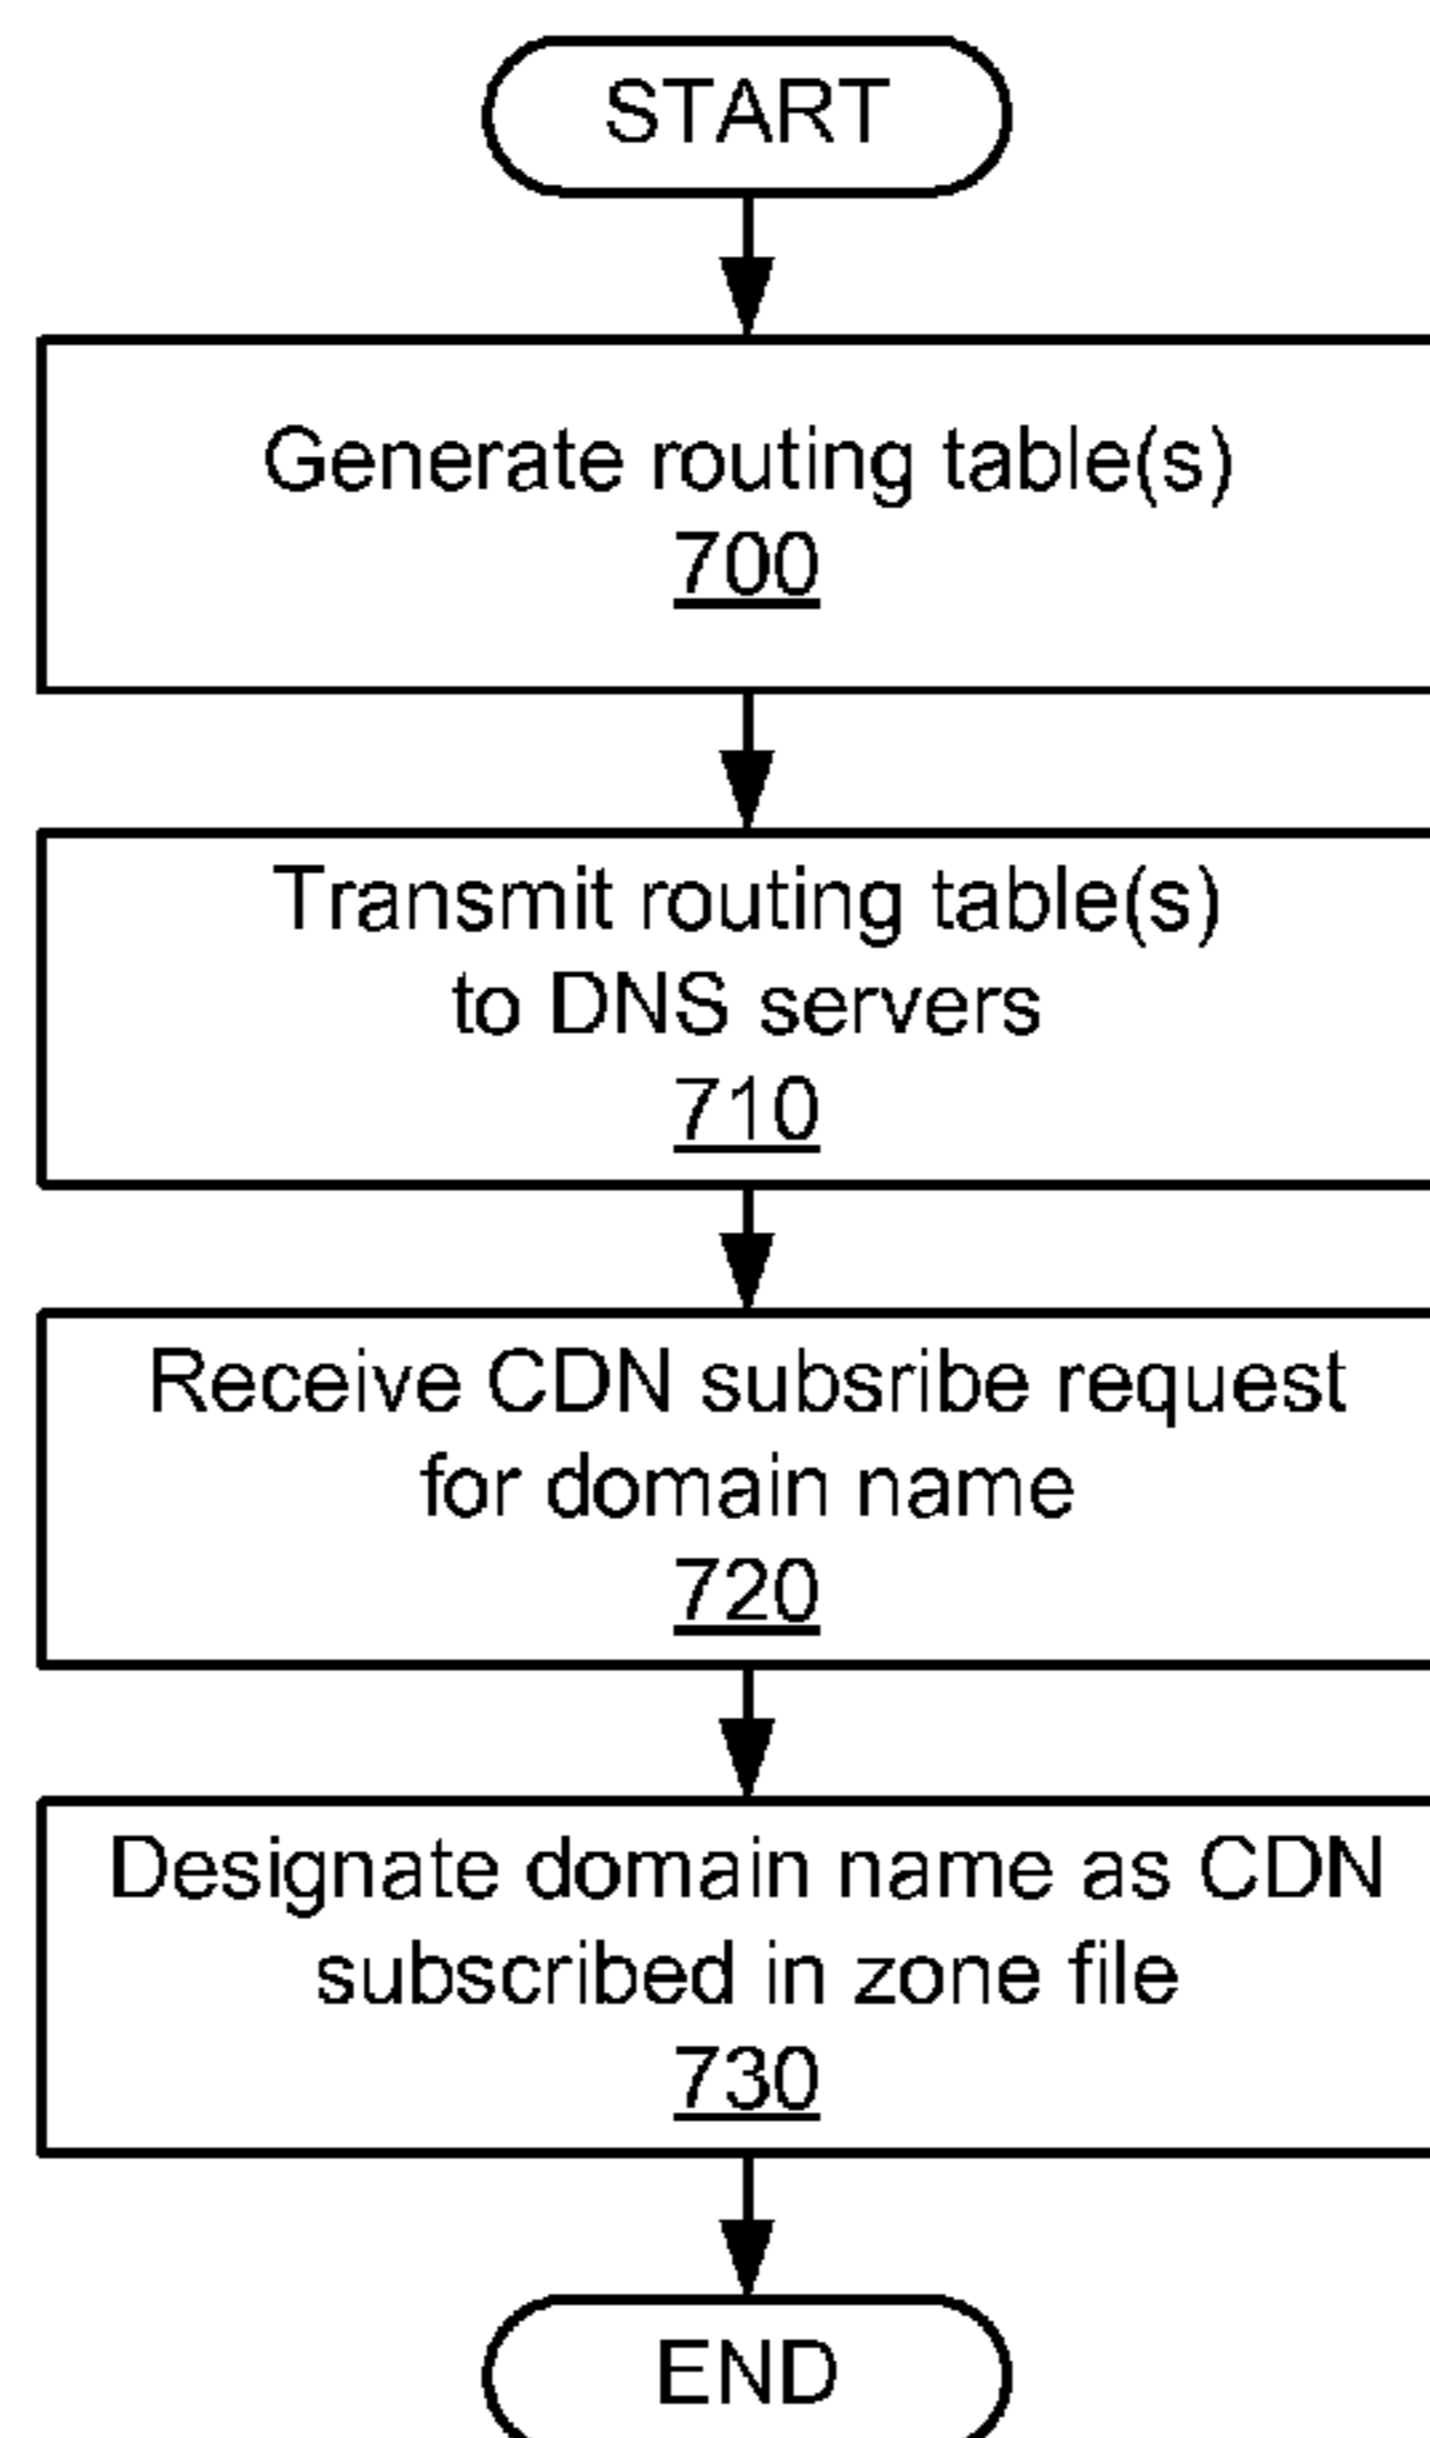 START
Generate routing table(s)
700
Transmit routing table(s)
to DNS servers
710
Receive CDN subsribe request
for domain name
720
Designate domain name as CDN
subscribed in zone file
730
END